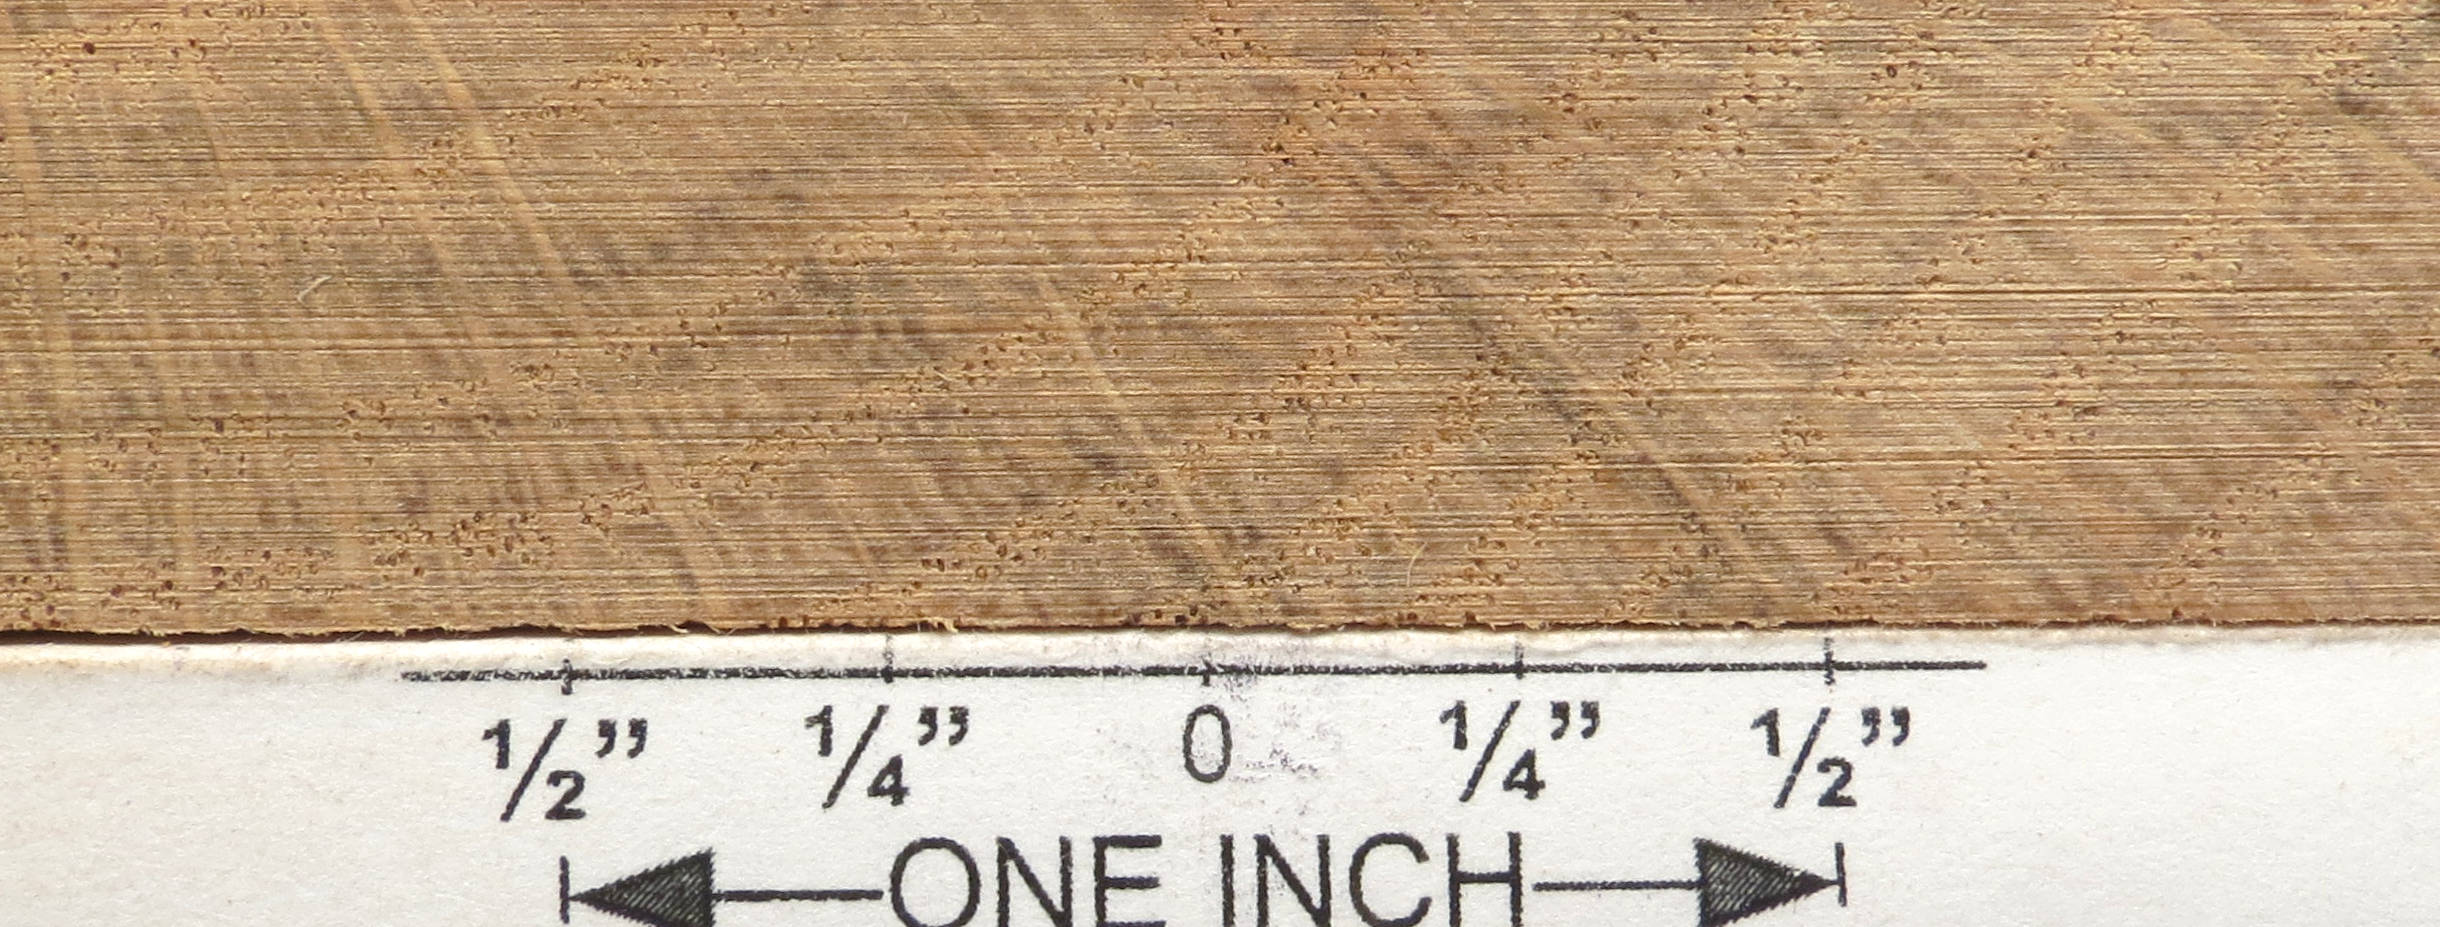 1/2” 1/4” 0 1/4” 1/2”
ONE INCH